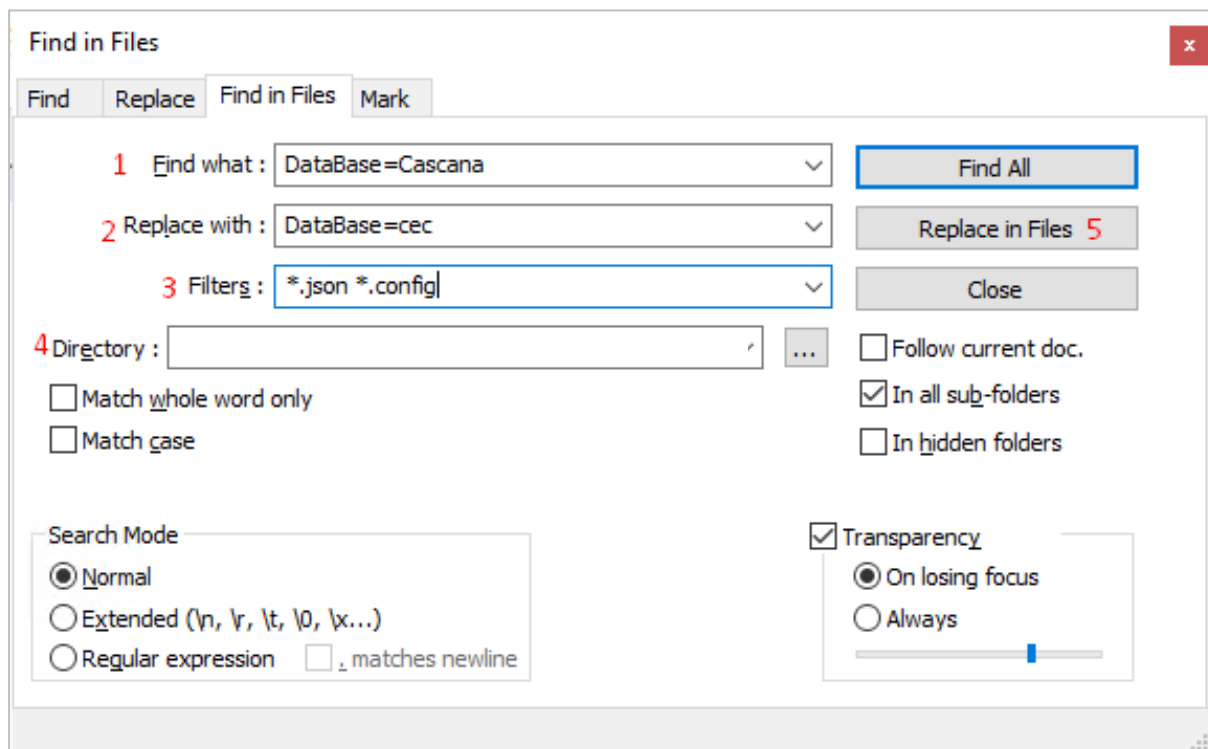 Find in Files
x
Find Replace Find in Files Mark
1 Find what : DataBase=Cascana Find All
2 Replace with : DataBase=cec Replace in Files 5
3 Filters : *.json *.config Close
4 Directory : ... Follow current doc.
Match whole word only In all sub-folders
Match case In hidden folders
Search Mode Transparency
Normal On losing focus
Extended (\n, \r, \t, \0, \x...) Always
Regular expression . matches newline